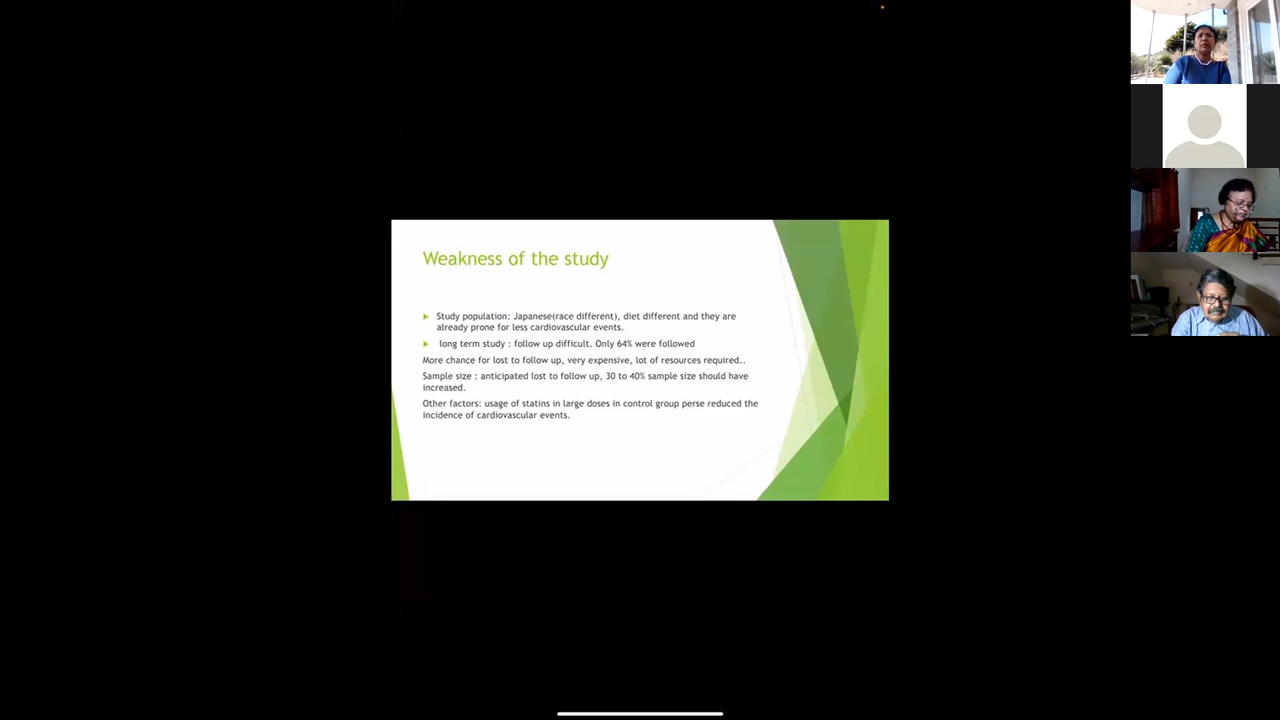 Weakness of the study
Study population: Japanese(race different), diet different and they are
already prone for less cardiovascular events.
long term study : follow up difficult. Only 64% were followed
More chance for lost to follow up, very expensive, lot of resources required..
Sample size : anticipated lost to follow up, 30 to 40% sample size should have
increased.
Other factors: usage of statins in large doses in control group perse reduced the
incidence of cardiovascular events.